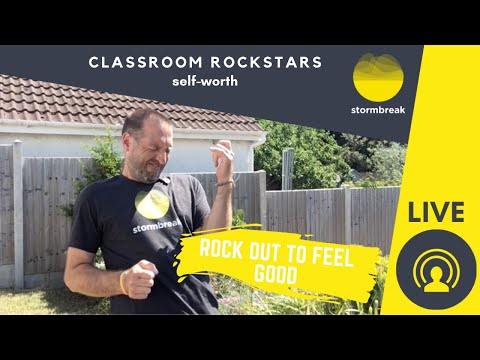 CLASSROOM ROCKSTARS
self-worth
stormbreak
stormbreak
LIVE
ROCK OUT TO FEEL
GOOD